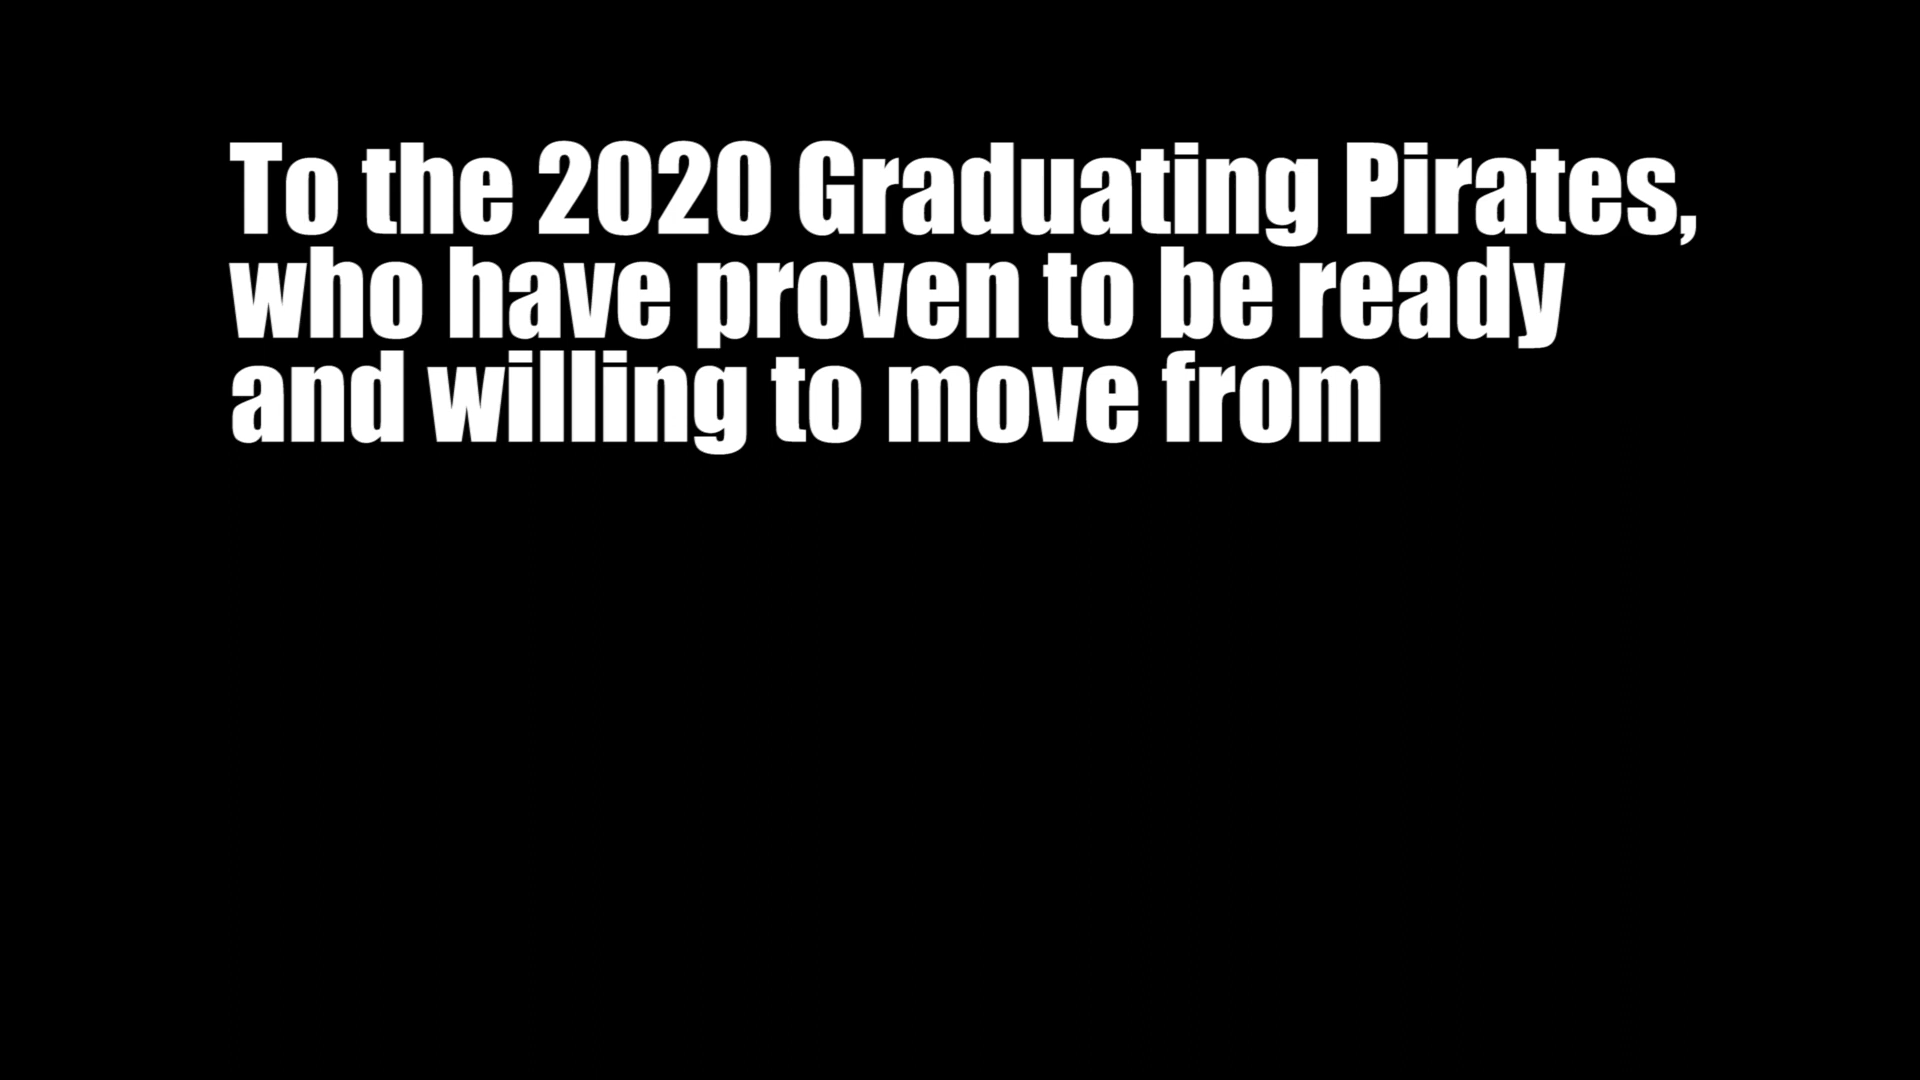 To the 2020 Graduating Pirates,
who have proven to be ready
and willing to move from